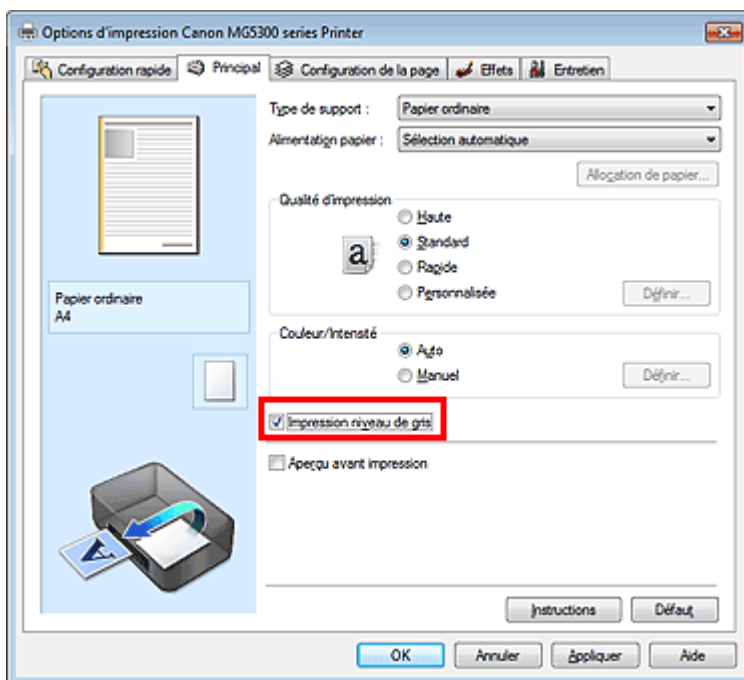 Options d'impression Canon MG5300 series Printer
Configuration rapide Principal Configuration de la page Effets Entretien
Type de support : Papier ordinaire
Alimentation papier : Sélection automatique
Allocation de papier...
Qualité d'impression
Haute
a Standard
Rapide
Personnalisée Définir...
Papier ordinaire
A4
Couleur/Intensité
Auto
Manuel Définir...
Impression niveau de gris
Aperçu avant impression
A
Instructions Défaut
OK Annuler Appliquer Aide